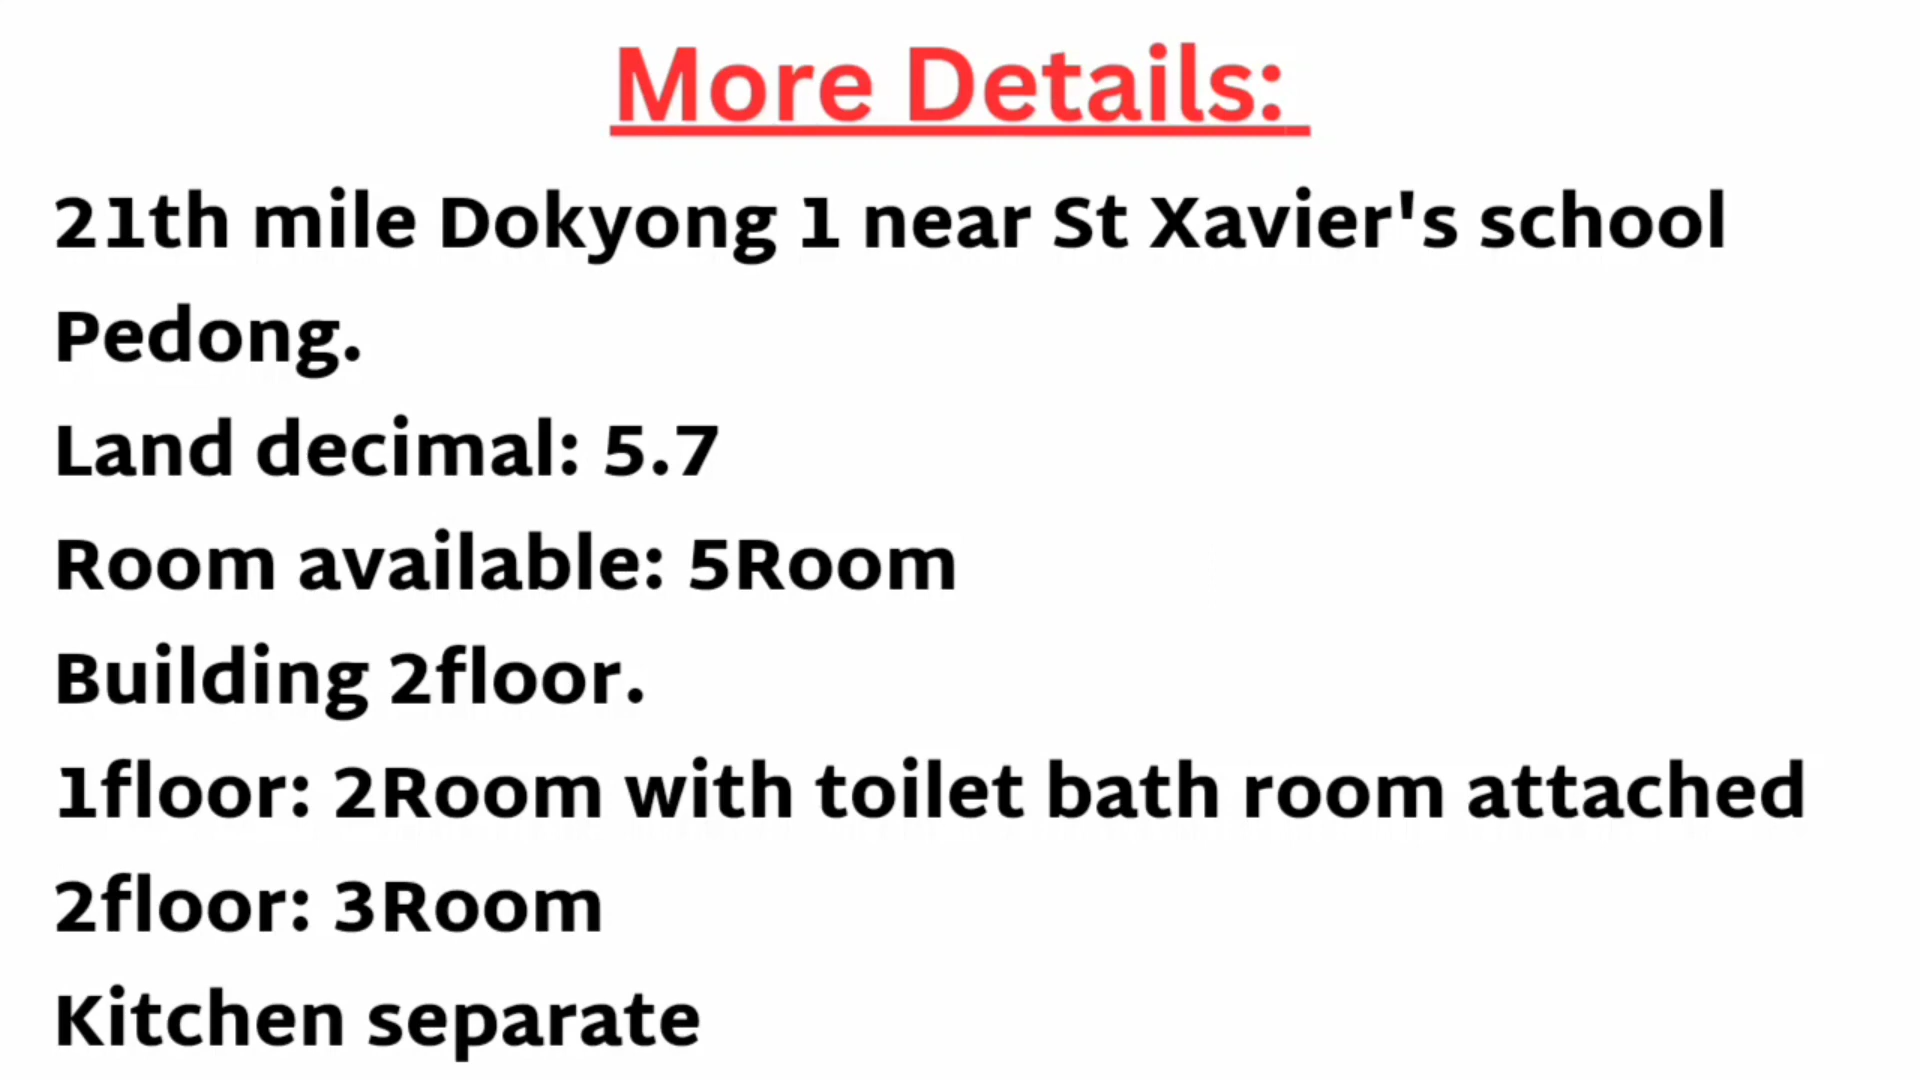 More Details:
21th mile Dokyong 1 near St Xavier's school
Pedong.
Land decimal: 5.7
Room available: 5Room
Building 2floor.
1floor: 2Room with toilet bath room attached
2floor: 3Room
Kitchen separate